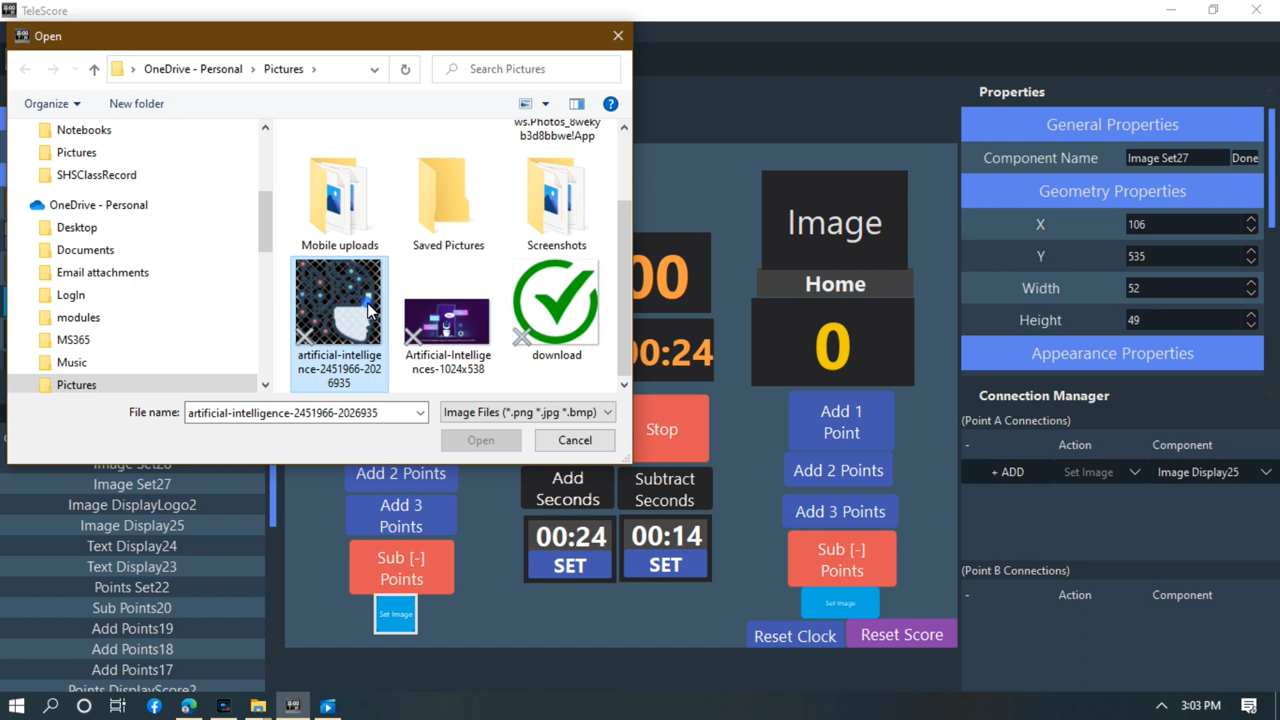 TeleScore
Open
OneDrive - Personal
Pictures
Search Pictures
Organize
New folder
Notebooks
Pictures
SHSClassRecord
OneDrive - Personal
Desktop
Documents
Email attachments
LogIn
modules
MS365
Music
Pictures
ws.Photos_8weky
b3d8bbwe!App
Mobile uploads
Saved Pictures
Screenshots
artificial-intellige
nce-2451966-202
6935
Artificial-Intellige
nces-1024x538
download
File name:
artificial-intelligence-2451966-2026935
Image Files (*.png *.jpg *.bmp)
Open
Cancel
Image Set27
Image DisplayLogo2
Image Display25
Text Display24
Text Display23
Points Set22
Sub Points20
Add Points19
Add Points18
Add Points17
Points DisplayScore2
Add 2 Points
Add 3
Points
Sub [-]
Points
Set Image
00
00:24
Stop
Add
Seconds
Subtract
Seconds
00:24
SET
00:14
SET
Image
Home
0
Add 1
Point
Add 2 Points
Add 3 Points
Sub [-]
Points
Set Image
Reset Clock
Reset Score
Properties
General Properties
Component Name
Image Set27
Done
Geometry Properties
X
106
Y
535
Width
52
Height
49
Appearance Properties
Connection Manager
(Point A Connections)
-
Action
Component
+ ADD
Set Image
Image Display25
(Point B Connections)
-
Action
Component
3:03 PM